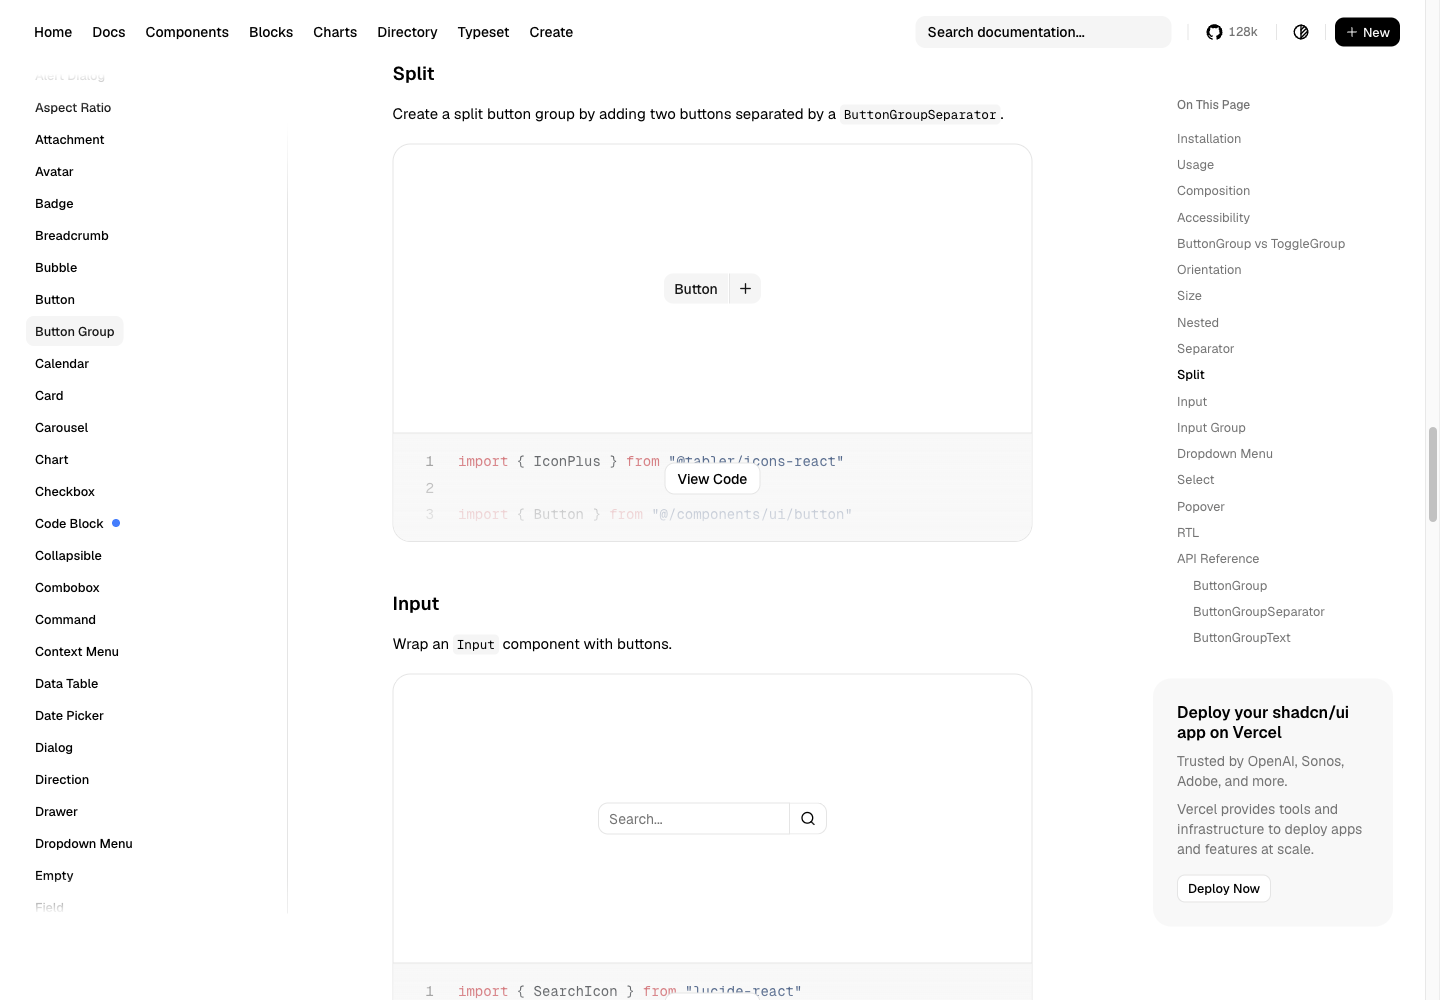 Home Docs Components Blocks Charts Directory Typeset Create
Search documentation...
128k
New
Alert Dialog
Aspect Ratio
Attachment
Avatar
Badge
Breadcrumb
Bubble
Button
Button Group
Calendar
Card
Carousel
Chart
Checkbox
Code Block
Collapsible
Combobox
Command
Context Menu
Data Table
Date Picker
Dialog
Direction
Drawer
Dropdown Menu
Empty
Field
Split
Create a split button group by adding two buttons separated by a ButtonGroupSeparator.
Button
1 import { IconPlus } from "@tabler/icons-react"
2
View Code
3 import { Button } from "@/components/ui/button"
Input
Wrap an Input component with buttons.
Search...
1 import { SearchIcon } from "lucide-react"
On This Page
Installation
Usage
Composition
Accessibility
ButtonGroup vs ToggleGroup
Orientation
Size
Nested
Separator
Split
Input
Input Group
Dropdown Menu
Select
Popover
RTL
API Reference
ButtonGroup
ButtonGroupSeparator
ButtonGroupText
Deploy your shadcn/ui
app on Vercel
Trusted by OpenAI, Sonos,
Adobe, and more.
Vercel provides tools and
infrastructure to deploy apps
and features at scale.
Deploy Now